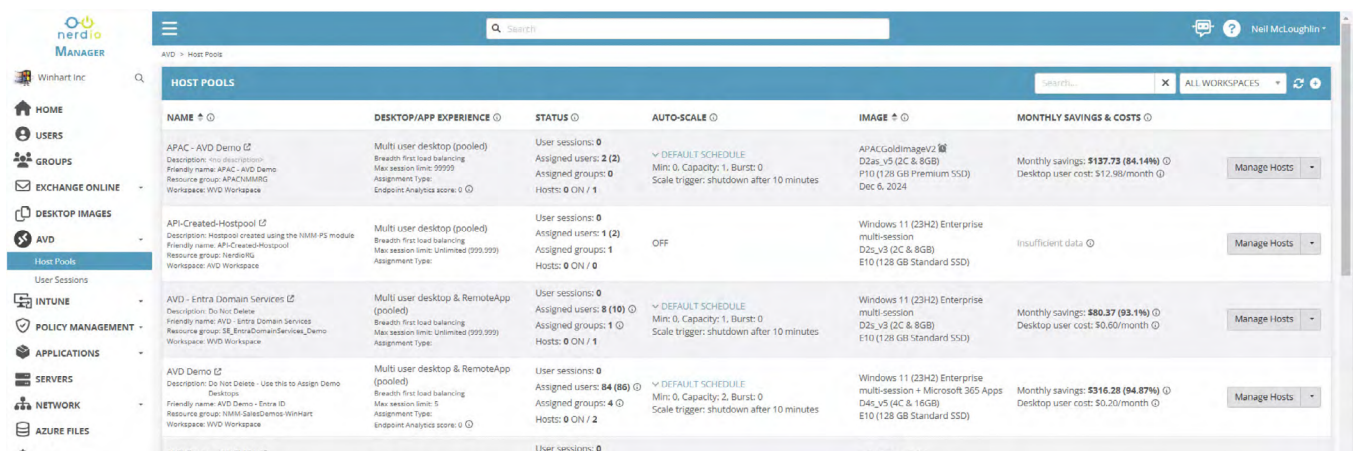 nerdio
MANAGER
Search
Neil McLoughlin
AVD > Host Pools
Winhart Inc
HOME
USERS
GROUPS
EXCHANGE ONLINE
DESKTOP IMAGES
AVD
Host Pools
User Sessions
INTUNE
POLICY MANAGEMENT
APPLICATIONS
SERVERS
NETWORK
AZURE FILES
HOST POOLS
Search...
ALL WORKSPACES
NAME
DESKTOP/APP EXPERIENCE
STATUS
AUTO-SCALE
IMAGE
MONTHLY SAVINGS & COSTS
APAC - AVD Demo
Description: <no description>
Friendly name: APAC - AVD Demo
Resource group: APACNMMRG
Workspace: WVD Workspace
Multi user desktop (pooled)
Breadth first load balancing
Max session limit: 99999
Assignment Type:
Endpoint Analytics score: 0
User sessions: 0
Assigned users: 2 (2)
Assigned groups: 0
Hosts: 0 ON / 1
DEFAULT SCHEDULE
Min: 0, Capacity: 1, Burst: 0
Scale trigger: shutdown after 10 minutes
APACGoldImageV2
D2as_v5 (2C & 8GB)
P10 (128 GB Premium SSD)
Dec 6, 2024
Monthly savings: $137.73 (84.14%)
Desktop user cost: $12.98/month
Manage Hosts
API-Created-Hostpool
Description: Hostpool created using the NMM-PS module
Friendly name: API-Created-Hostpool
Resource group: NerdioRG
Workspace: AVD Workspace
Multi user desktop (pooled)
Breadth first load balancing
Max session limit: Unlimited (999.999)
Assignment Type:
User sessions: 0
Assigned users: 1 (2)
Assigned groups: 1
Hosts: 0 ON / 0
OFF
Windows 11 (23H2) Enterprise
multi-session
D2s_v3 (2C & 8GB)
E10 (128 GB Standard SSD)
Insufficient data
Manage Hosts
AVD - Entra Domain Services
Description: Do Not Delete
Friendly name: AVD - Entra Domain Services
Resource group: SE_EntraDomainServices_Demo
Workspace: WVD Workspace
Multi user desktop & RemoteApp
(pooled)
Breadth first load balancing
Max session limit: Unlimited (999.999)
Assignment Type:
User sessions: 0
Assigned users: 8 (10)
Assigned groups: 1
Hosts: 0 ON / 1
DEFAULT SCHEDULE
Min: 0, Capacity: 1, Burst: 0
Scale trigger: shutdown after 10 minutes
Windows 11 (23H2) Enterprise
multi-session
D2s_v3 (2C & 8GB)
E10 (128 GB Standard SSD)
Monthly savings: $80.37 (93.1%)
Desktop user cost: $0.60/month
Manage Hosts
AVD Demo
Description: Do Not Delete - Use this to Assign Demo
Desktops
Friendly name: AVD Demo - Entra ID
Resource group: NMM-SalesDemos-WinHart
Workspace: WVD Workspace
Multi user desktop & RemoteApp
(pooled)
Breadth first load balancing
Max session limit: 5
Assignment Type:
Endpoint Analytics score: 0
User sessions: 0
Assigned users: 84 (86)
Assigned groups: 4
Hosts: 0 ON / 2
DEFAULT SCHEDULE
Min: 0, Capacity: 2, Burst: 0
Scale trigger: shutdown after 10 minutes
Windows 11 (23H2) Enterprise
multi-session + Microsoft 365 Apps
D4s_v5 (4C & 16GB)
E10 (128 GB Standard SSD)
Monthly savings: $316.28 (94.87%)
Desktop user cost: $0.20/month
Manage Hosts
User sessions: 0